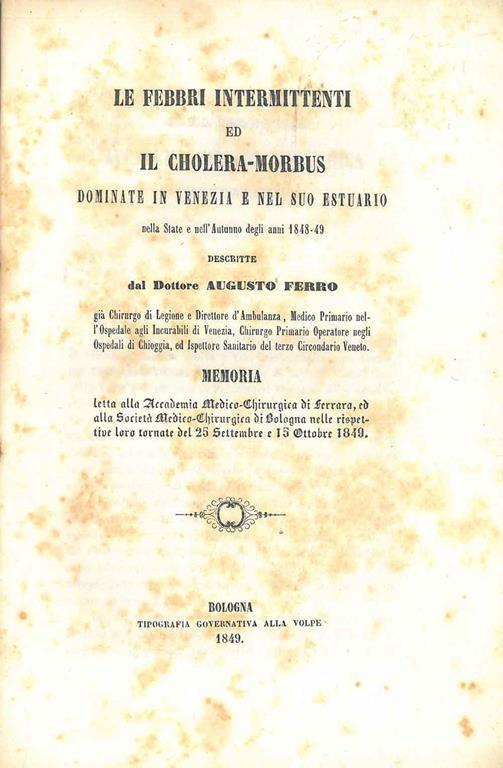 LE FEBBRI INTERMITTENTI
ED
IL CHOLERA-MORBUS
DOMINATE IN VENEZIA E NEL SUO ESTUARIO
nella State e nell'Autunno degli anni 1848-49
DESCRITTE
dal Dottore AUGUSTO FERRO
già Chirurgo di Legione e Direttore d'Ambulanza, Medico Primario nel-
l'Ospedale agli Incurabili di Venezia, Chirurgo Primario Operatore negli
Ospedali di Chioggia, ed Ispettore Sanitario del terzo Circondario Veneto.
MEMORIA
letta alla Accademia Medico-Chirurgica di Ferrara, ed
alla Società Medico-Chirurgica di Bologna nelle rispet-
tive loro tornate del 25 Settembre e 15 Ottobre 1849.
BOLOGNA
TIPOGRAFIA GOVERNATIVA ALLA VOLPE
1849.